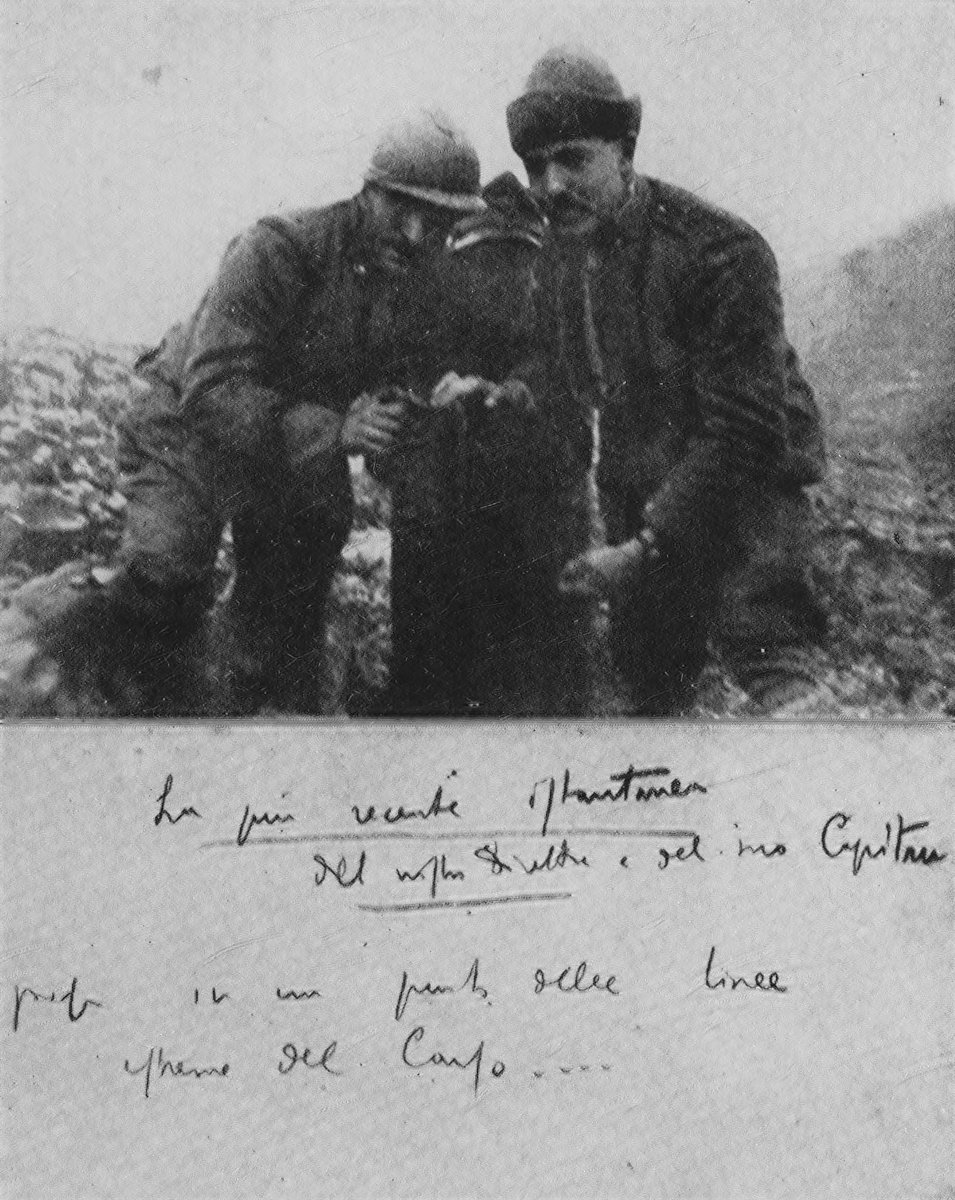 La più recente istantanea
del nostro Direttore e del suo Capitano
presa in un punto delle linee
estreme del Carso....